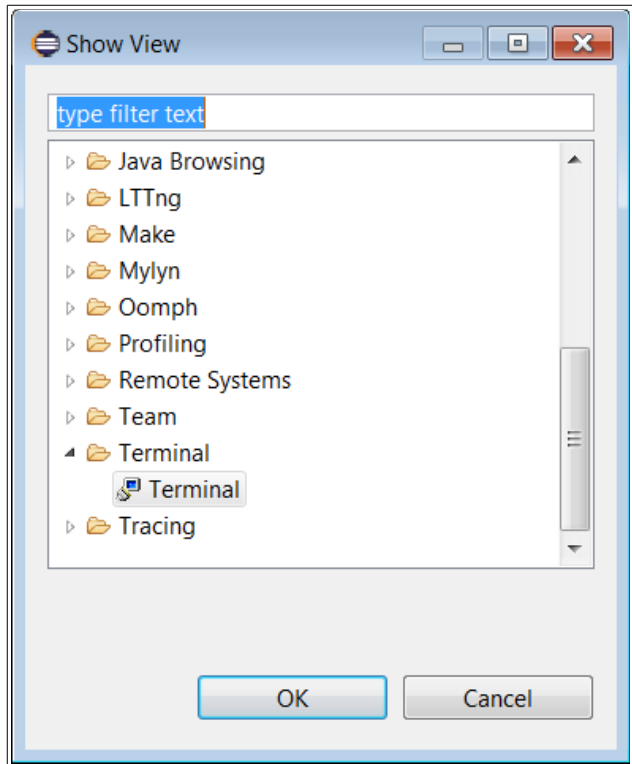 Show View
type filter text
Java Browsing
LTTng
Make
Mylyn
Oomph
Profiling
Remote Systems
Team
Terminal
Terminal
Tracing
OK
Cancel